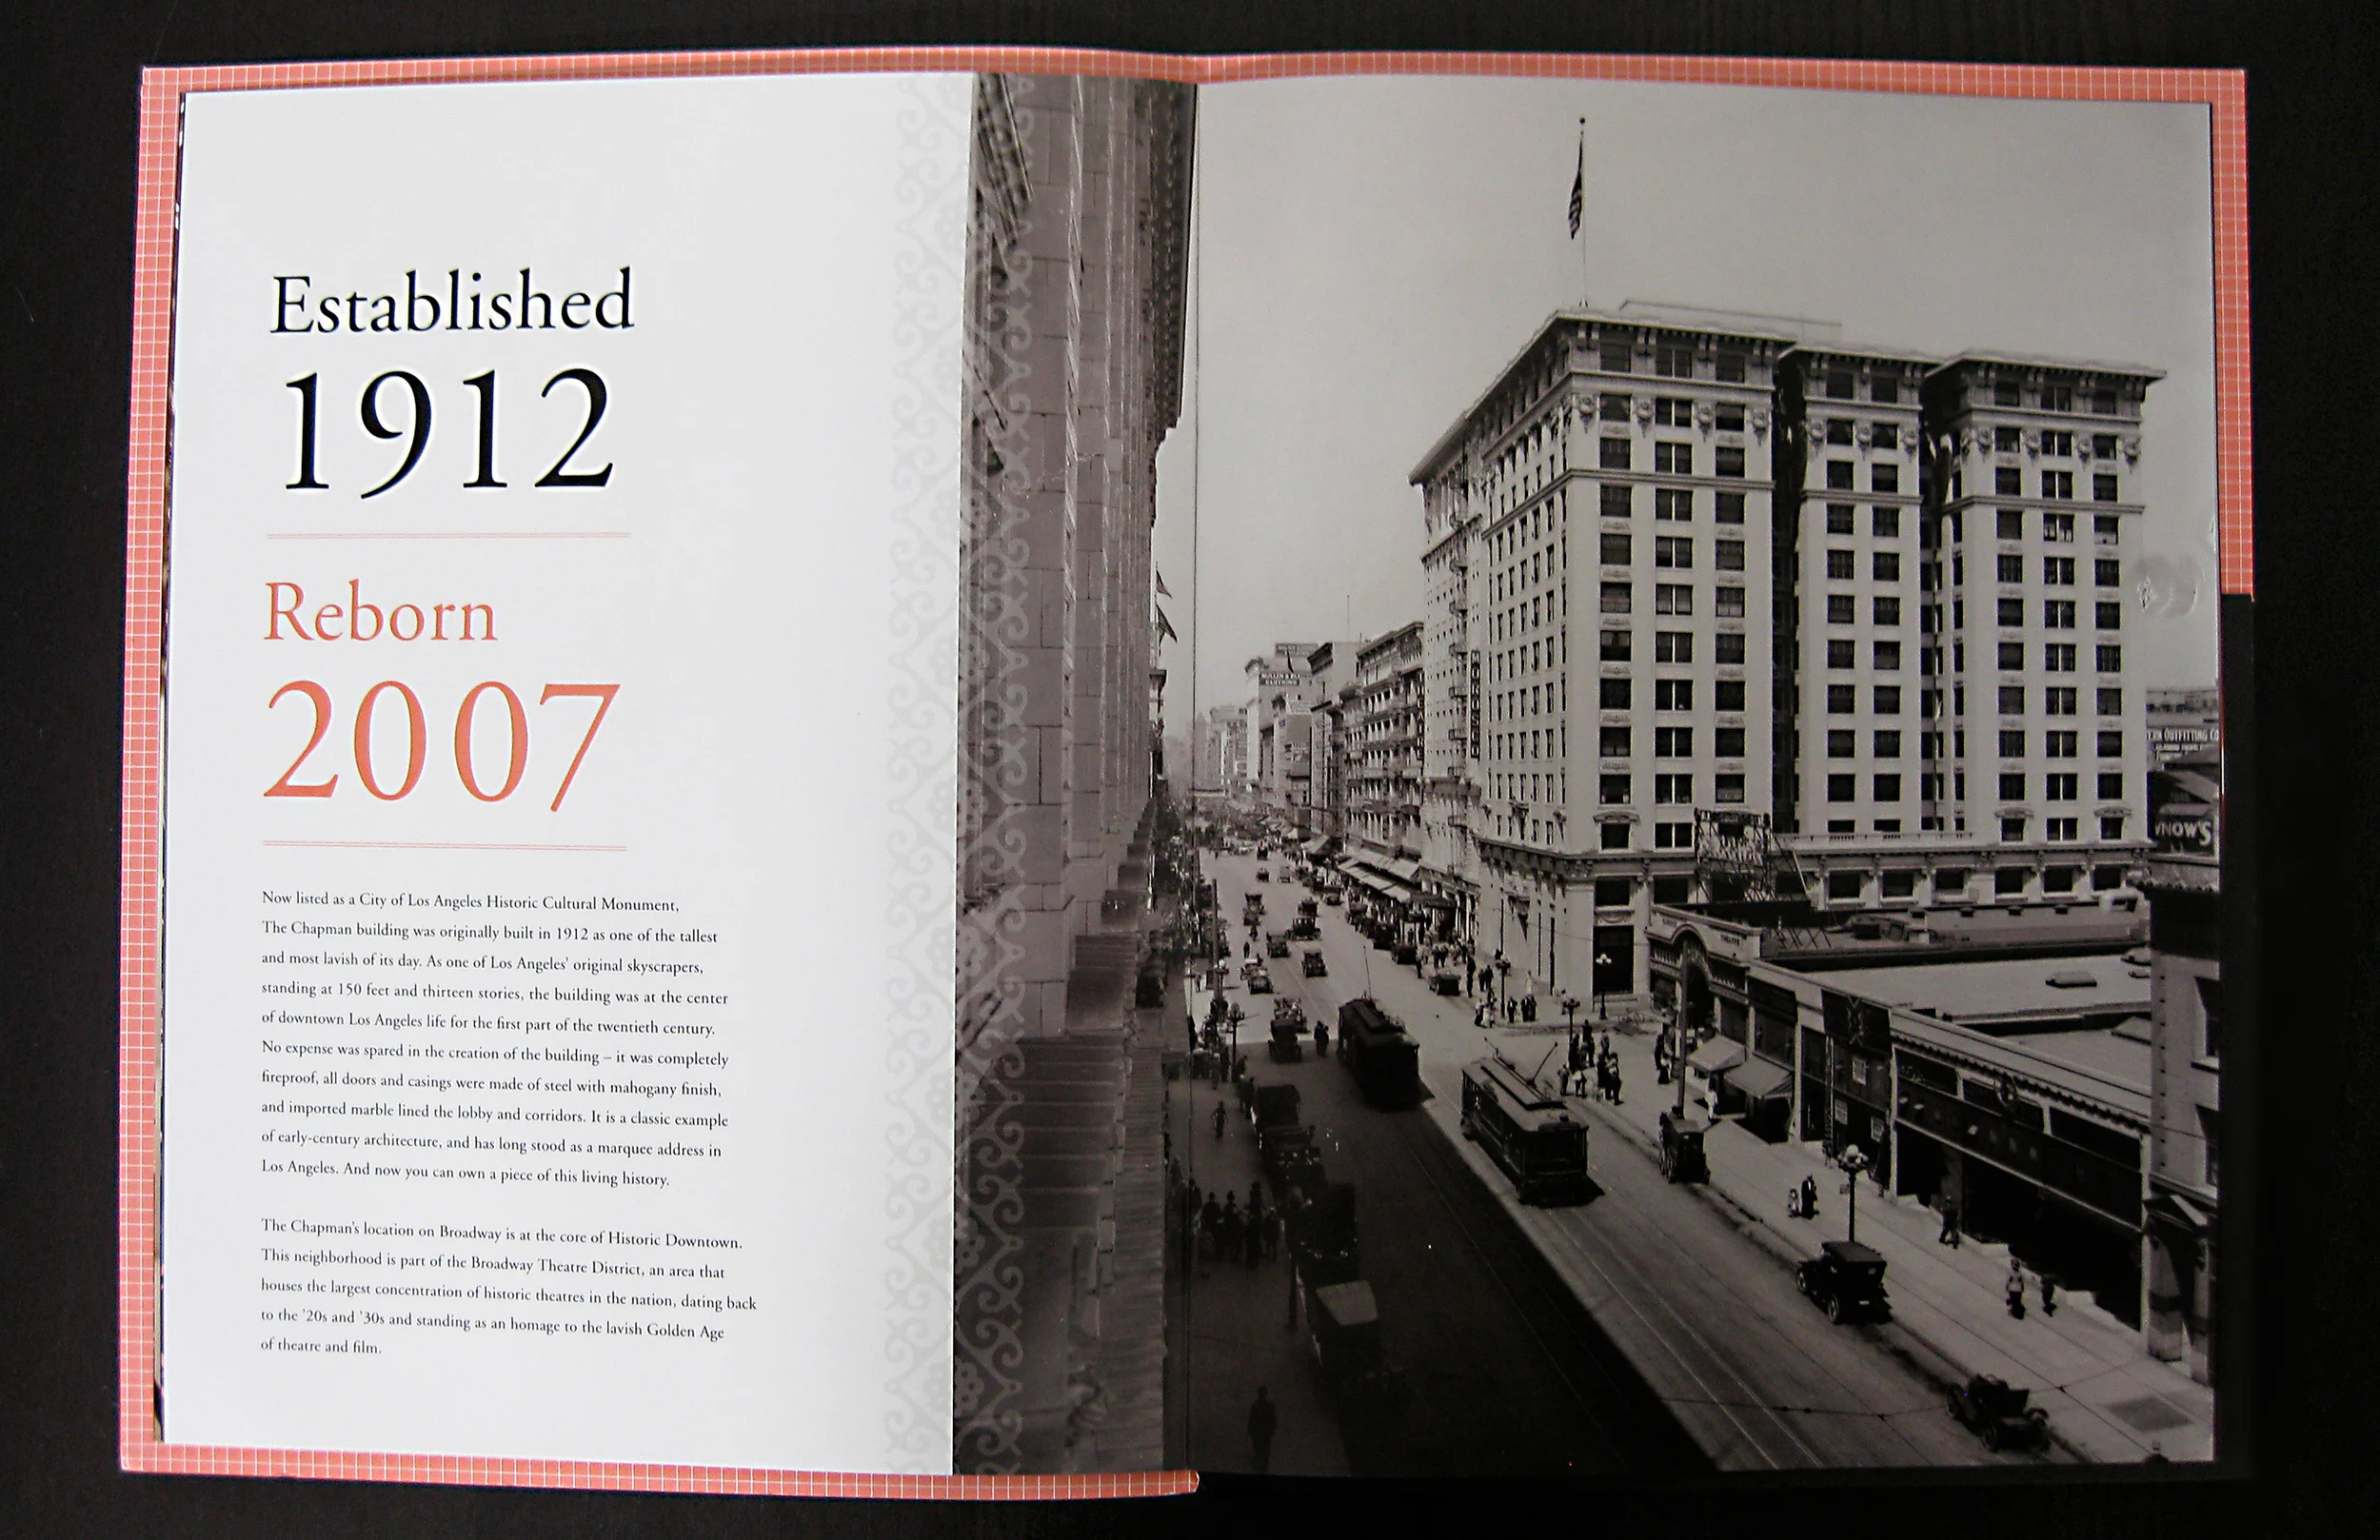 Established
1912
Reborn
2007
Now listed as a City of Los Angeles Historic Cultural Monument,
The Chapman building was originally built in 1912 as one of the tallest
and most lavish of its day. As one of Los Angeles' original skyscrapers,
standing at 150 feet and thirteen stories, the building was at the center
of downtown Los Angeles life for the first part of the twentieth century.
No expense was spared in the creation of the building – it was completely
fireproof, all doors and casings were made of steel with mahogany finish,
and imported marble lined the lobby and corridors. It is a classic example
of early-century architecture, and has long stood as a marquee address in
Los Angeles. And now you can own a piece of this living history.
The Chapman's location on Broadway is at the core of Historic Downtown.
This neighborhood is part of the Broadway Theatre District, an area that
houses the largest concentration of historic theatres in the nation, dating back
to the '20s and '30s and standing as an homage to the lavish Golden Age
of theatre and film.
OUTFITTING CO